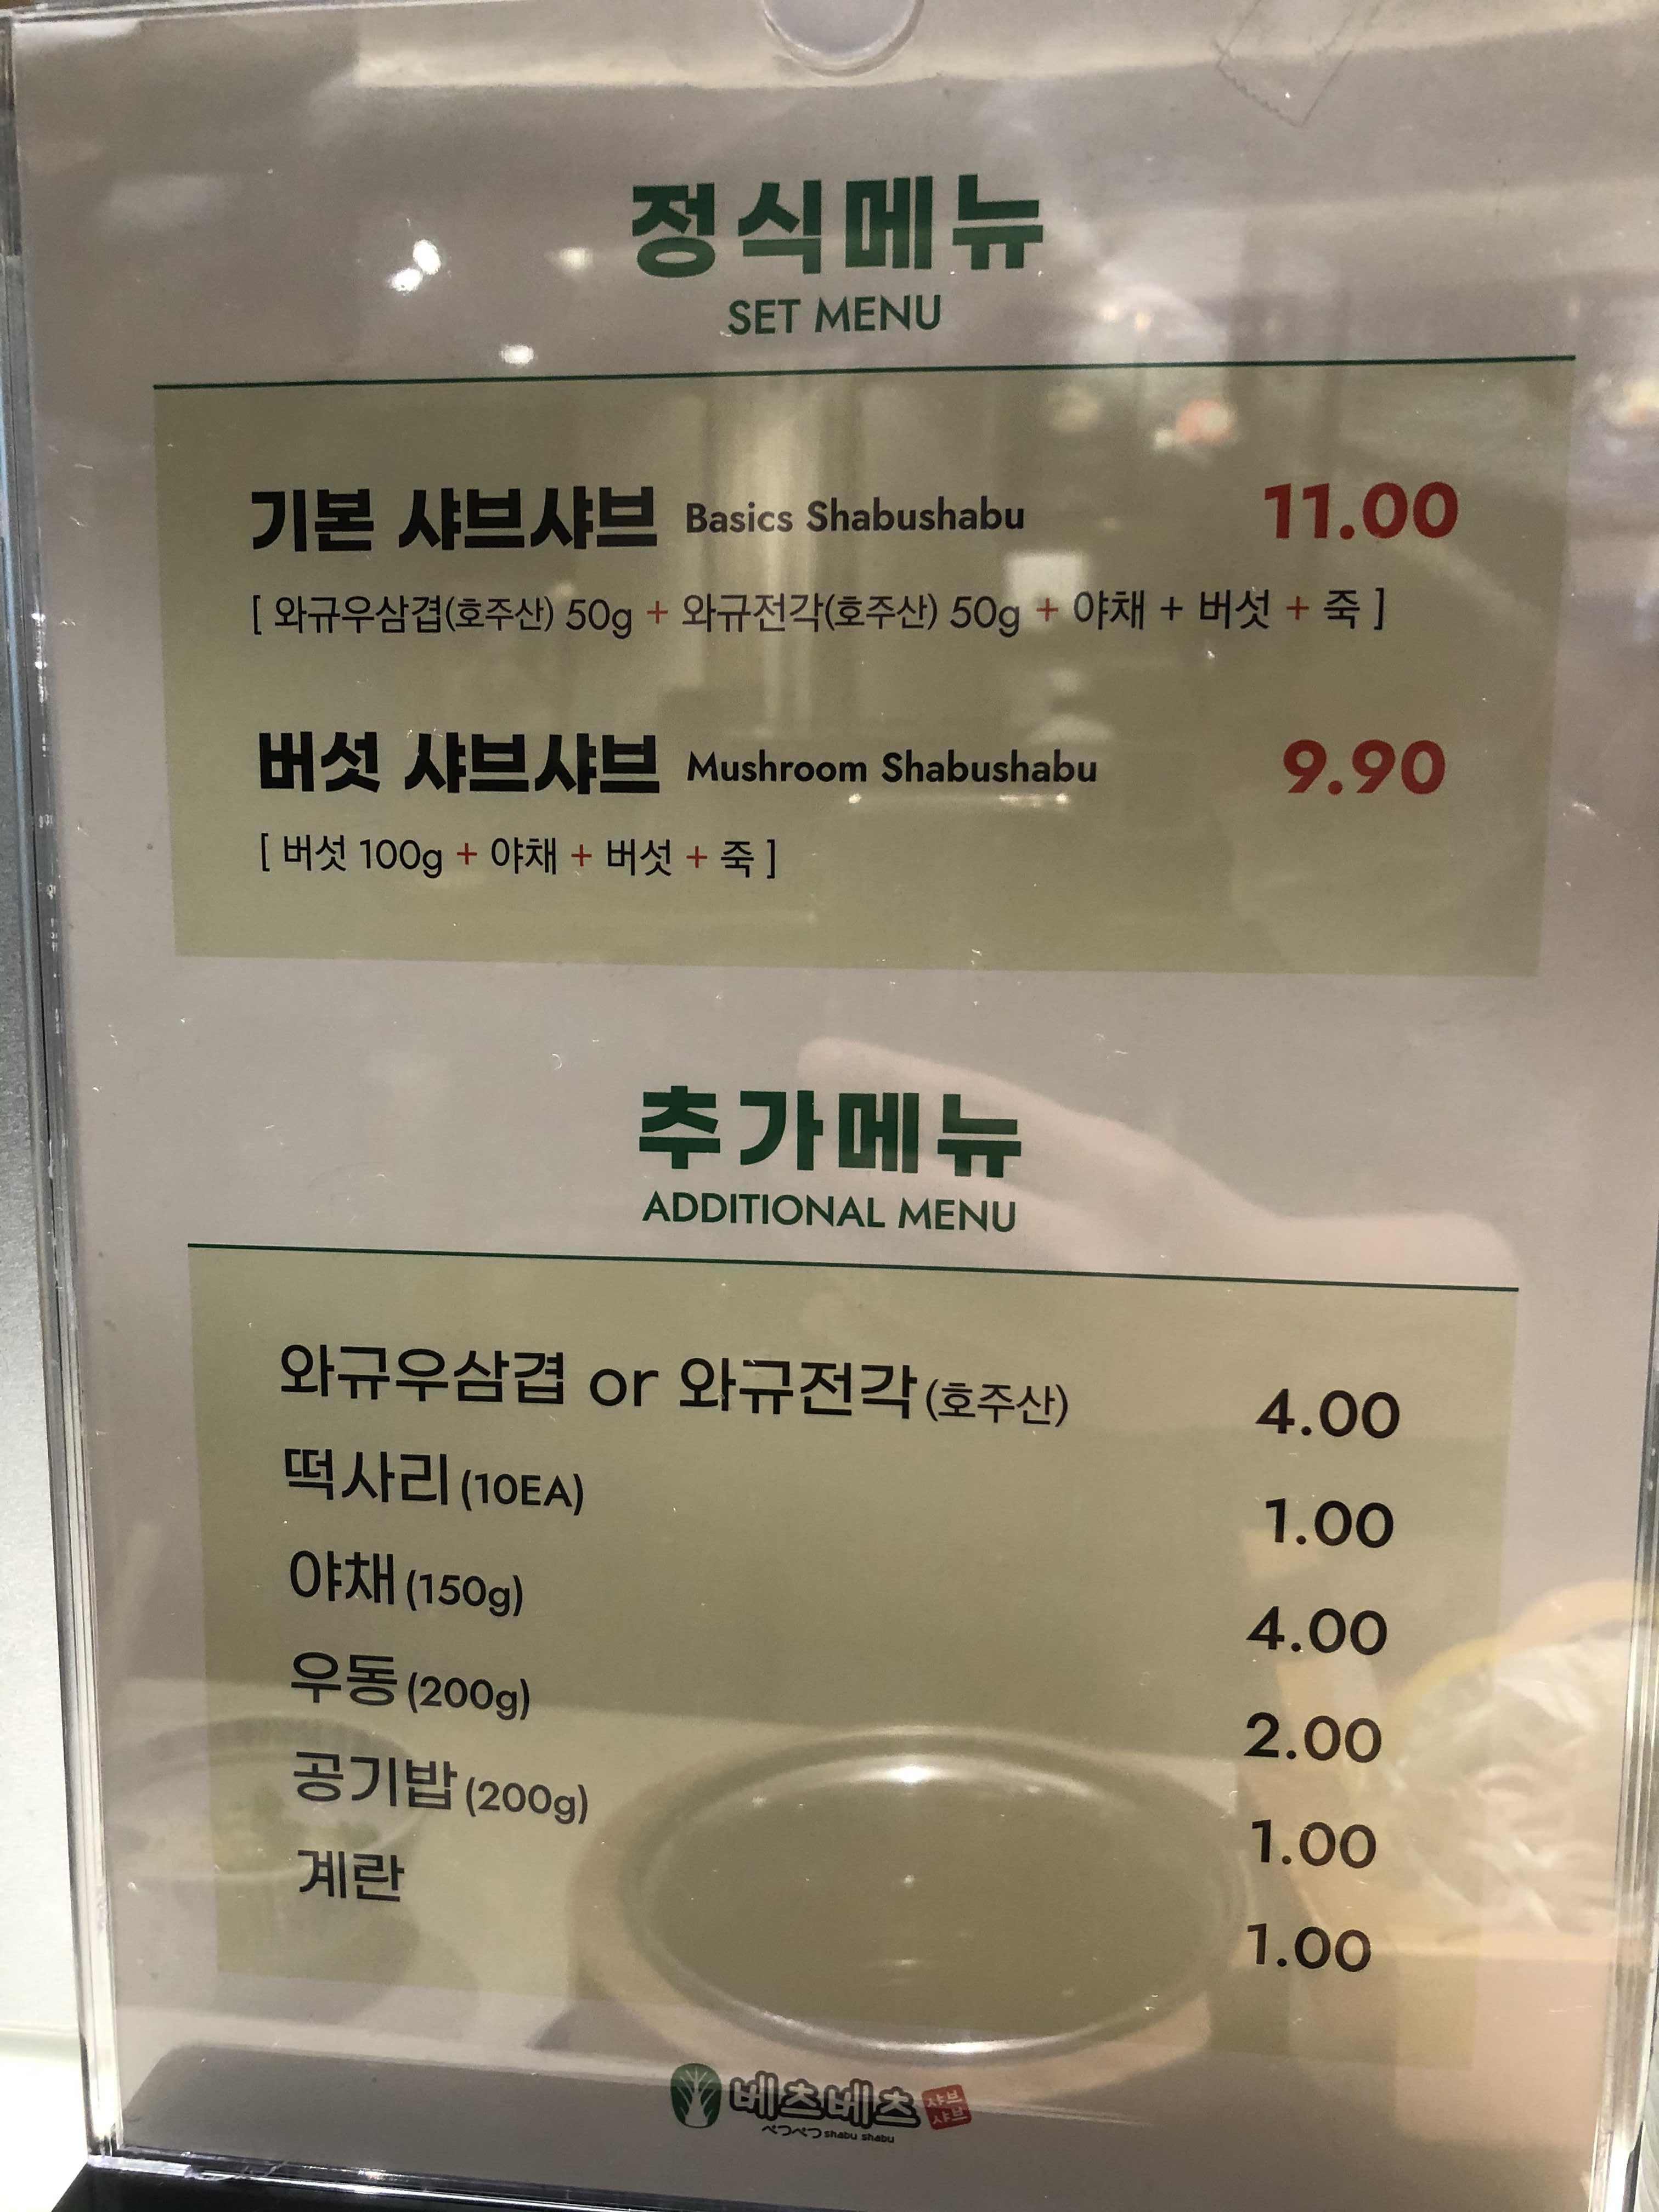 정식메뉴
SET MENU
기본 샤브샤브 Basics Shabushabu 11.00
[ 와규우삼겹(호주산) 50g + 와규전각(호주산) 50g + 야채 + 버섯 + 죽 ]
버섯 샤브샤브 Mushroom Shabushabu 9.90
[ 버섯 100g + 야채 + 버섯 + 죽 ]
추가메뉴
ADDITIONAL MENU
와규우삼겹 or 와규전각 (호주산) 4.00
떡사리 (10EA) 1.00
야채 (150g) 4.00
우동 (200g) 2.00
공기밥 (200g) 1.00
계란 1.00
베츠베츠 샤브샤브
べつべつ shabu shabu